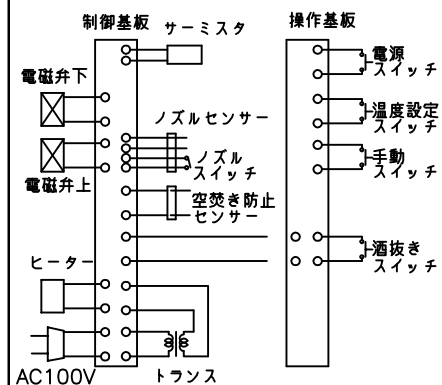 制御基板
サーミスタ
操作基板
電磁弁下
電源
スイッチ
ノズルセンサー
温度設定
スイッチ
ノズル
スイッチ
手動
スイッチ
電磁弁上
空焚き防止
センサー
酒抜き
スイッチ
ヒーター
AC100V
トランス